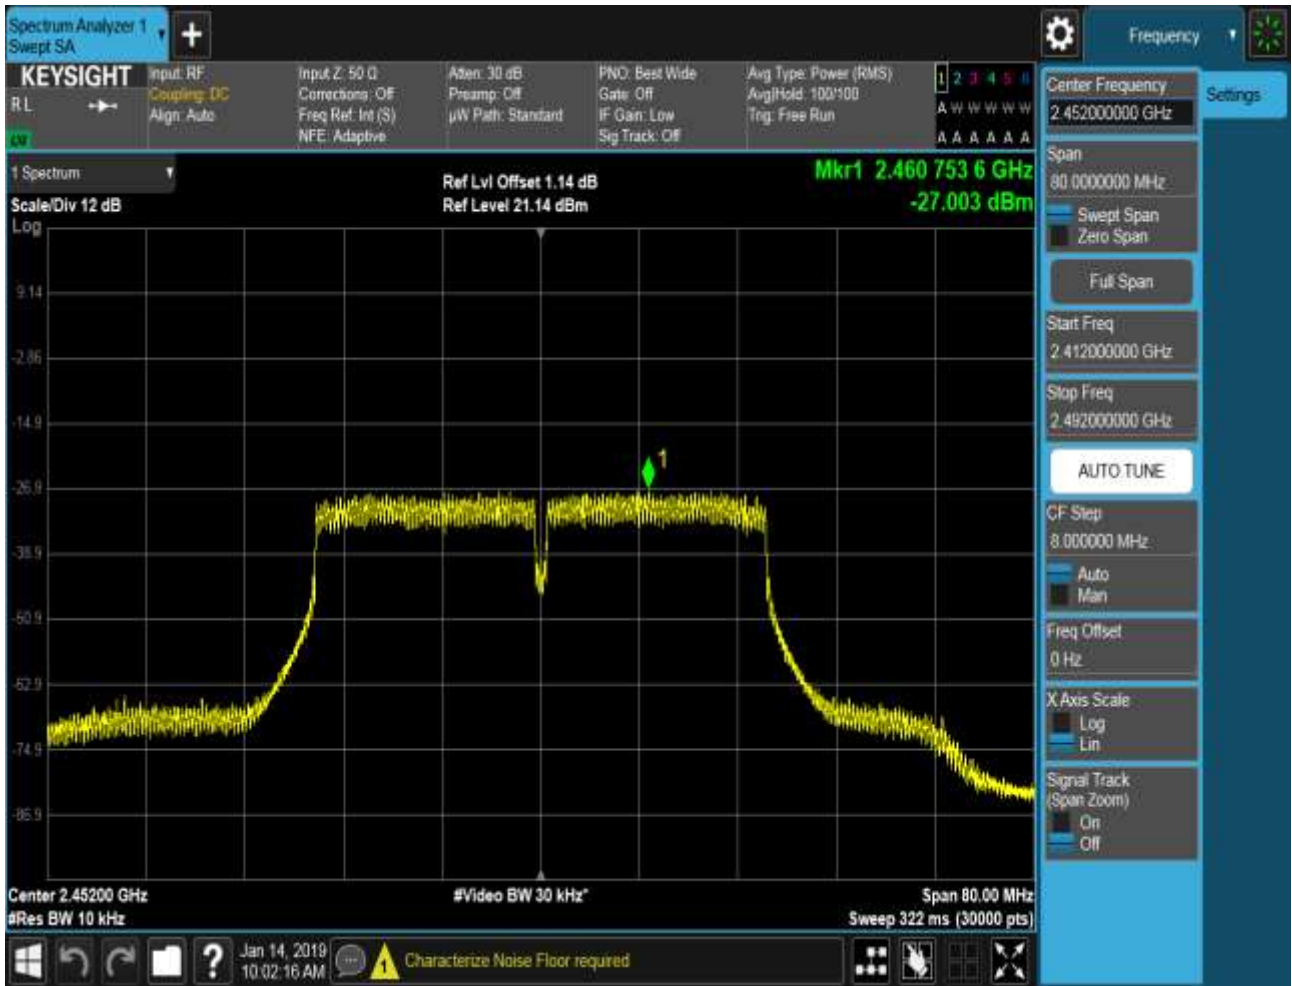 Spectrum Analyzer 1
Swept SA
+
Frequency
KEYSIGHT
RL
Input: RF
Coupling: DC
Align: Auto
Input Z: 50 Ω
Corrections: Off
Freq Ref: Int (S)
NFE: Adaptive
Atten: 30 dB
Preamp: Off
µW Path: Standard
PNO: Best Wide
Gate: Off
IF Gain: Low
Sig Track: Off
Avg Type: Power (RMS)
Avg|Hold: 100/100
Trig: Free Run
1 2 3 4 5 6
A W W W W W
A A A A A A
1 Spectrum
Scale/Div 12 dB
Ref Lvl Offset 1.14 dB
Ref Level 21.14 dBm
Mkr1 2.460 753 6 GHz
-27.003 dBm
Log
9.14
-2.86
-14.9
-26.9
-38.9
-50.9
-62.9
-74.9
-86.9
1
Center 2.45200 GHz
#Video BW 30 kHz*
Span 80.00 MHz
#Res BW 10 kHz
Sweep 322 ms (30000 pts)
Settings
Center Frequency
2.452000000 GHz
Span
80.0000000 MHz
Swept Span
Zero Span
Full Span
Start Freq
2.412000000 GHz
Stop Freq
2.492000000 GHz
AUTO TUNE
CF Step
8.000000 MHz
Auto
Man
Freq Offset
0 Hz
X Axis Scale
Log
Lin
Signal Track
(Span Zoom)
On
Off
?
Jan 14, 2019
10:02:16 AM
1
Characterize Noise Floor required